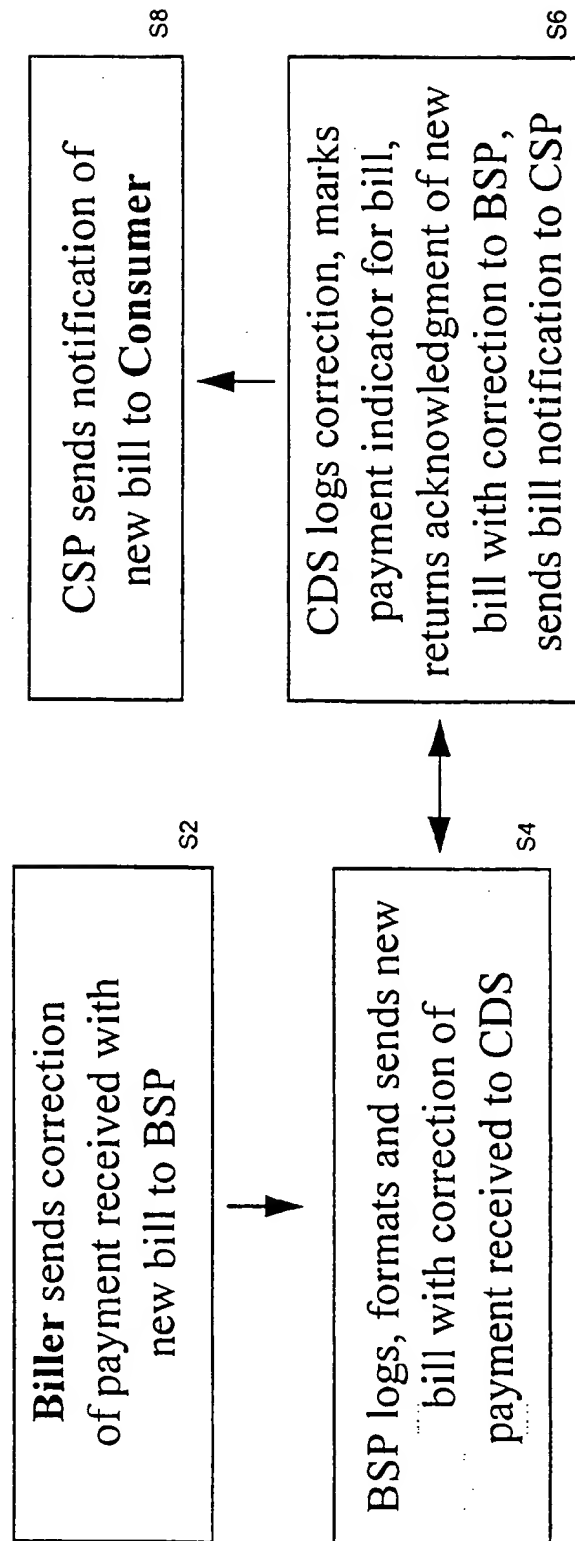 Biller sends correction
of payment received with
new bill to BSP
S2
BSP logs, formats and sends new
bill with correction of
payment received to CDS
S4
CDS logs correction, marks
payment indicator for bill,
returns acknowledgment of new
bill with correction to BSP,
sends bill notification to CSP
S6
CSP sends notification of
new bill to Consumer
S8